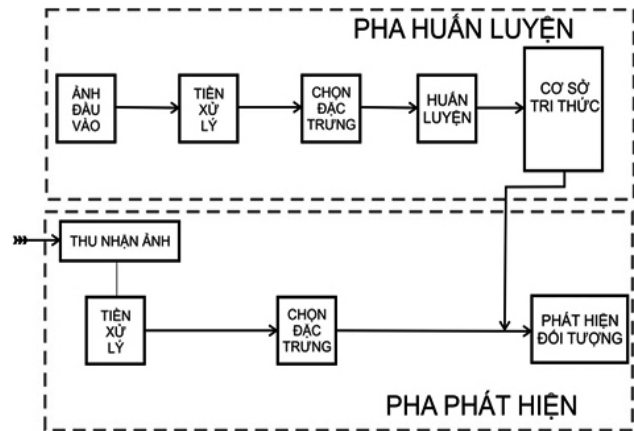 PHA HUẤN LUYỆN
ẢNH
ĐẦU
VÀO
TIỀN
XỬ
LÝ
CHỌN
ĐẶC
TRƯNG
HUẤN
LUYỆN
CƠ SỞ
TRI THỨC
THU NHẬN ẢNH
TIỀN
XỬ
LÝ
CHỌN
ĐẶC
TRƯNG
PHÁT HIỆN
ĐỐI TƯỢNG
PHA PHÁT HIỆN